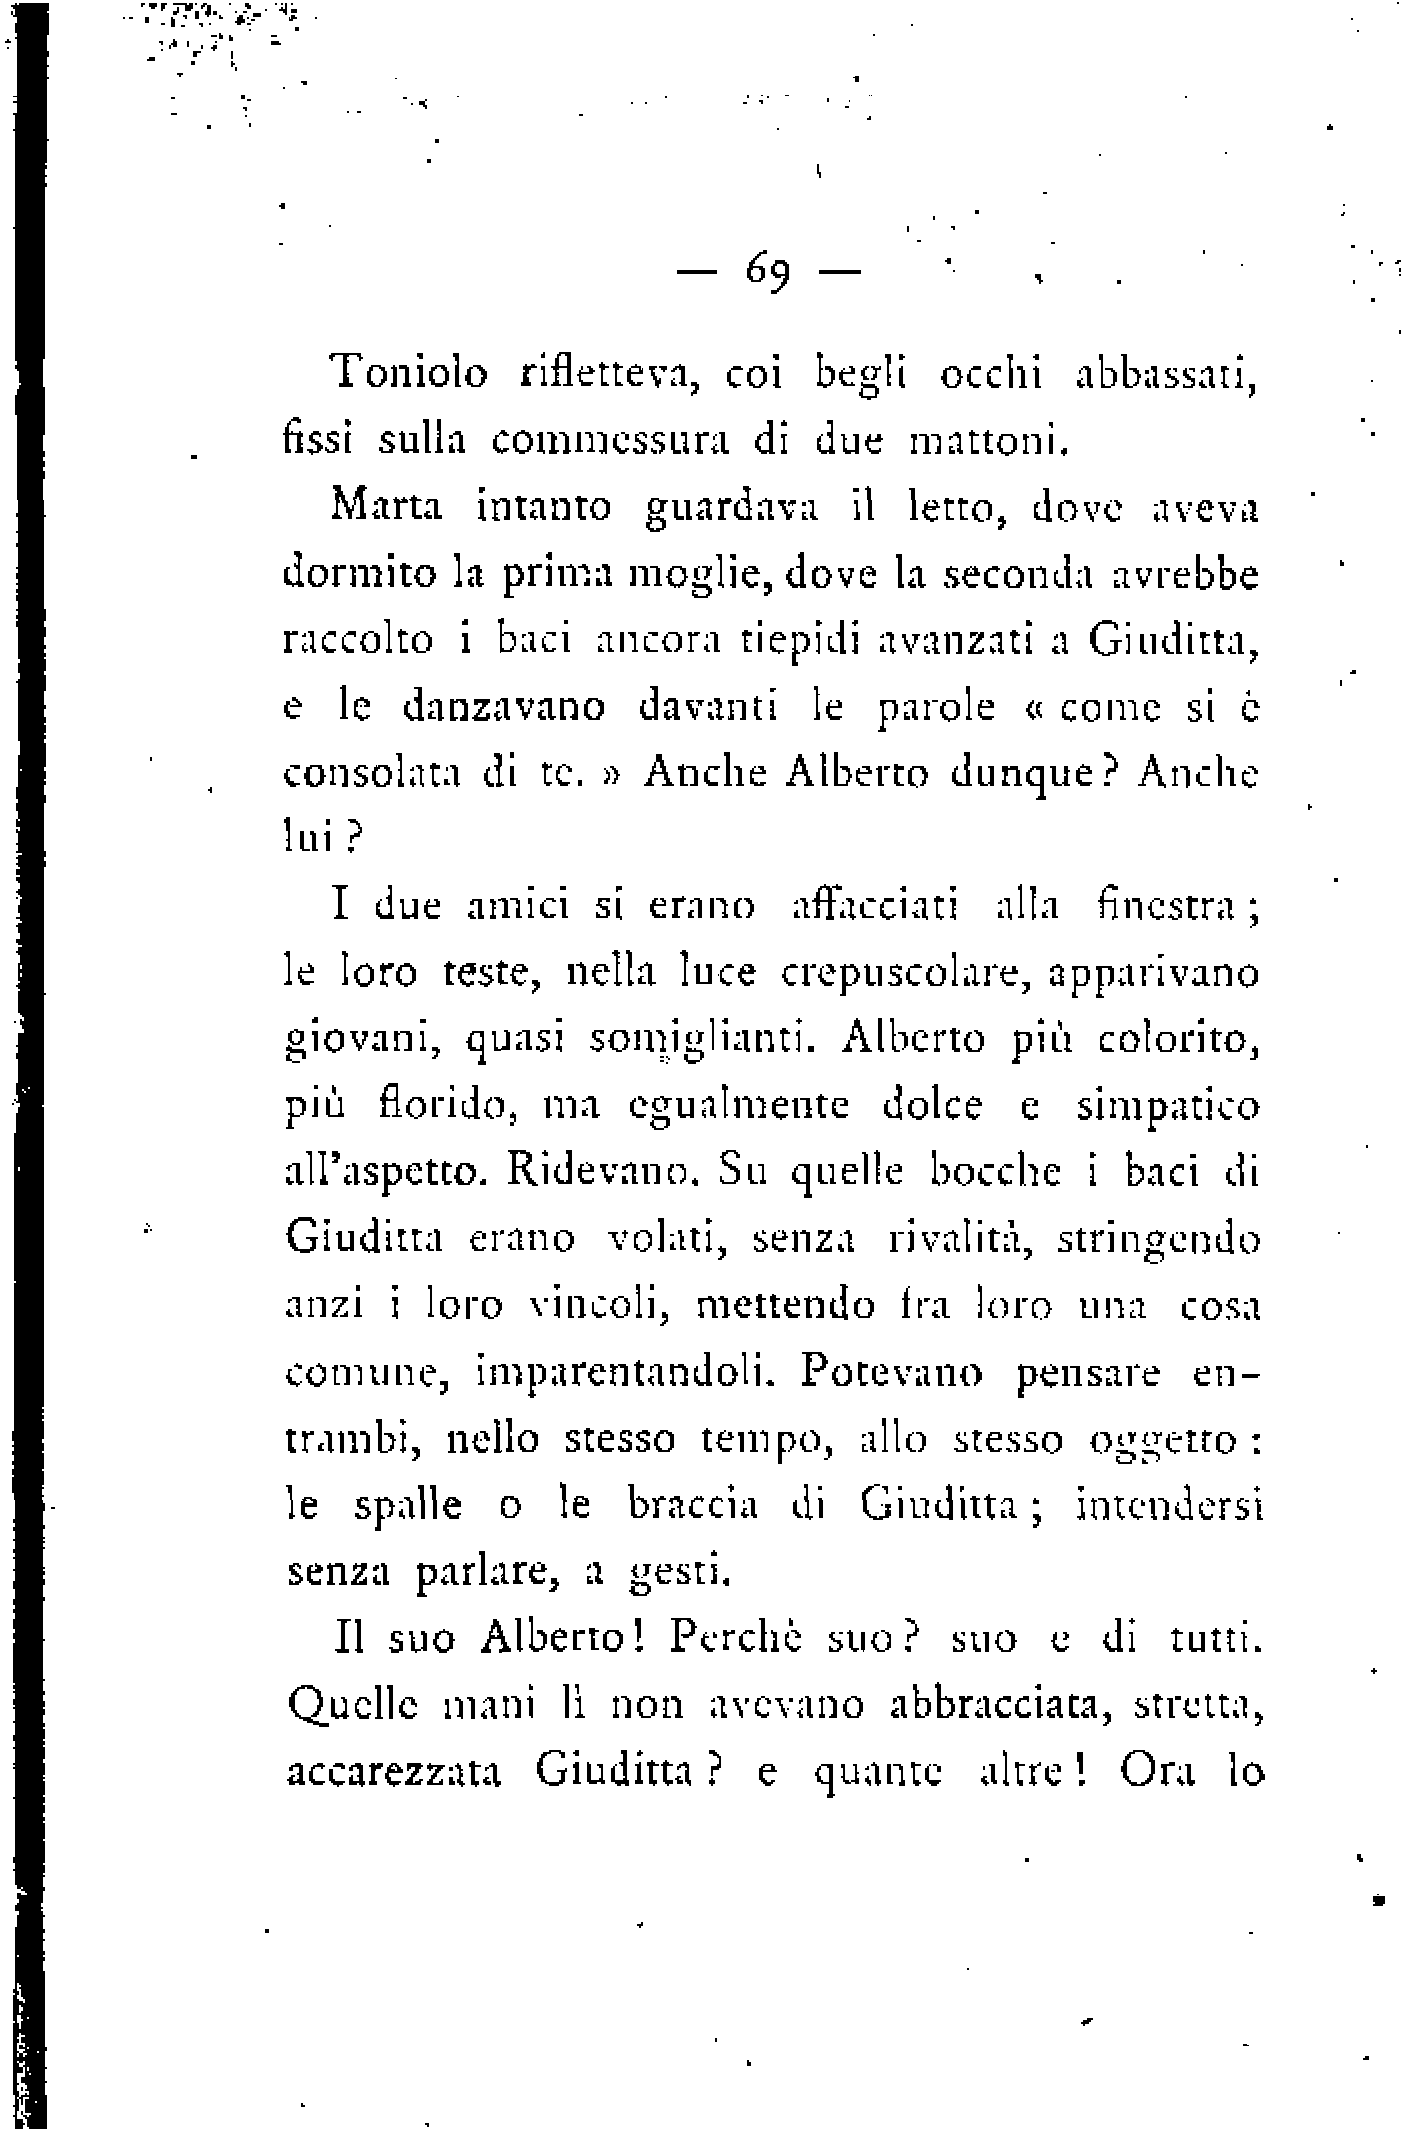 — 69 —
Toniolo rifletteva, coi begli occhi abbassati,
fissi sulla commessura di due mattoni.
Marta intanto guardava il letto, dove aveva
dormito la prima moglie, dove la seconda avrebbe
raccolto i baci ancora tiepidi avanzati a Giuditta,
e le danzavano davanti le parole « come si è
consolata di te. » Anche Alberto dunque? Anche
lui ?
I due amici si erano affacciati alla finestra ;
le loro teste, nella luce crepuscolare, apparivano
giovani, quasi somiglianti. Alberto più colorito,
più florido, ma egualmente dolce e simpatico
all'aspetto. Ridevano. Su quelle bocche i baci di
Giuditta erano volati, senza rivalità, stringendo
anzi i loro vincoli, mettendo fra loro una cosa
comune, imparentandoli. Potevano pensare en-
trambi, nello stesso tempo, allo stesso oggetto :
le spalle o le braccia di Giuditta ; intendersi
senza parlare, a gesti.
Il suo Alberto! Perchè suo? suo e di tutti.
Quelle mani lì non avevano abbracciata, stretta,
accarezzata Giuditta ? e quante altre ! Ora lo